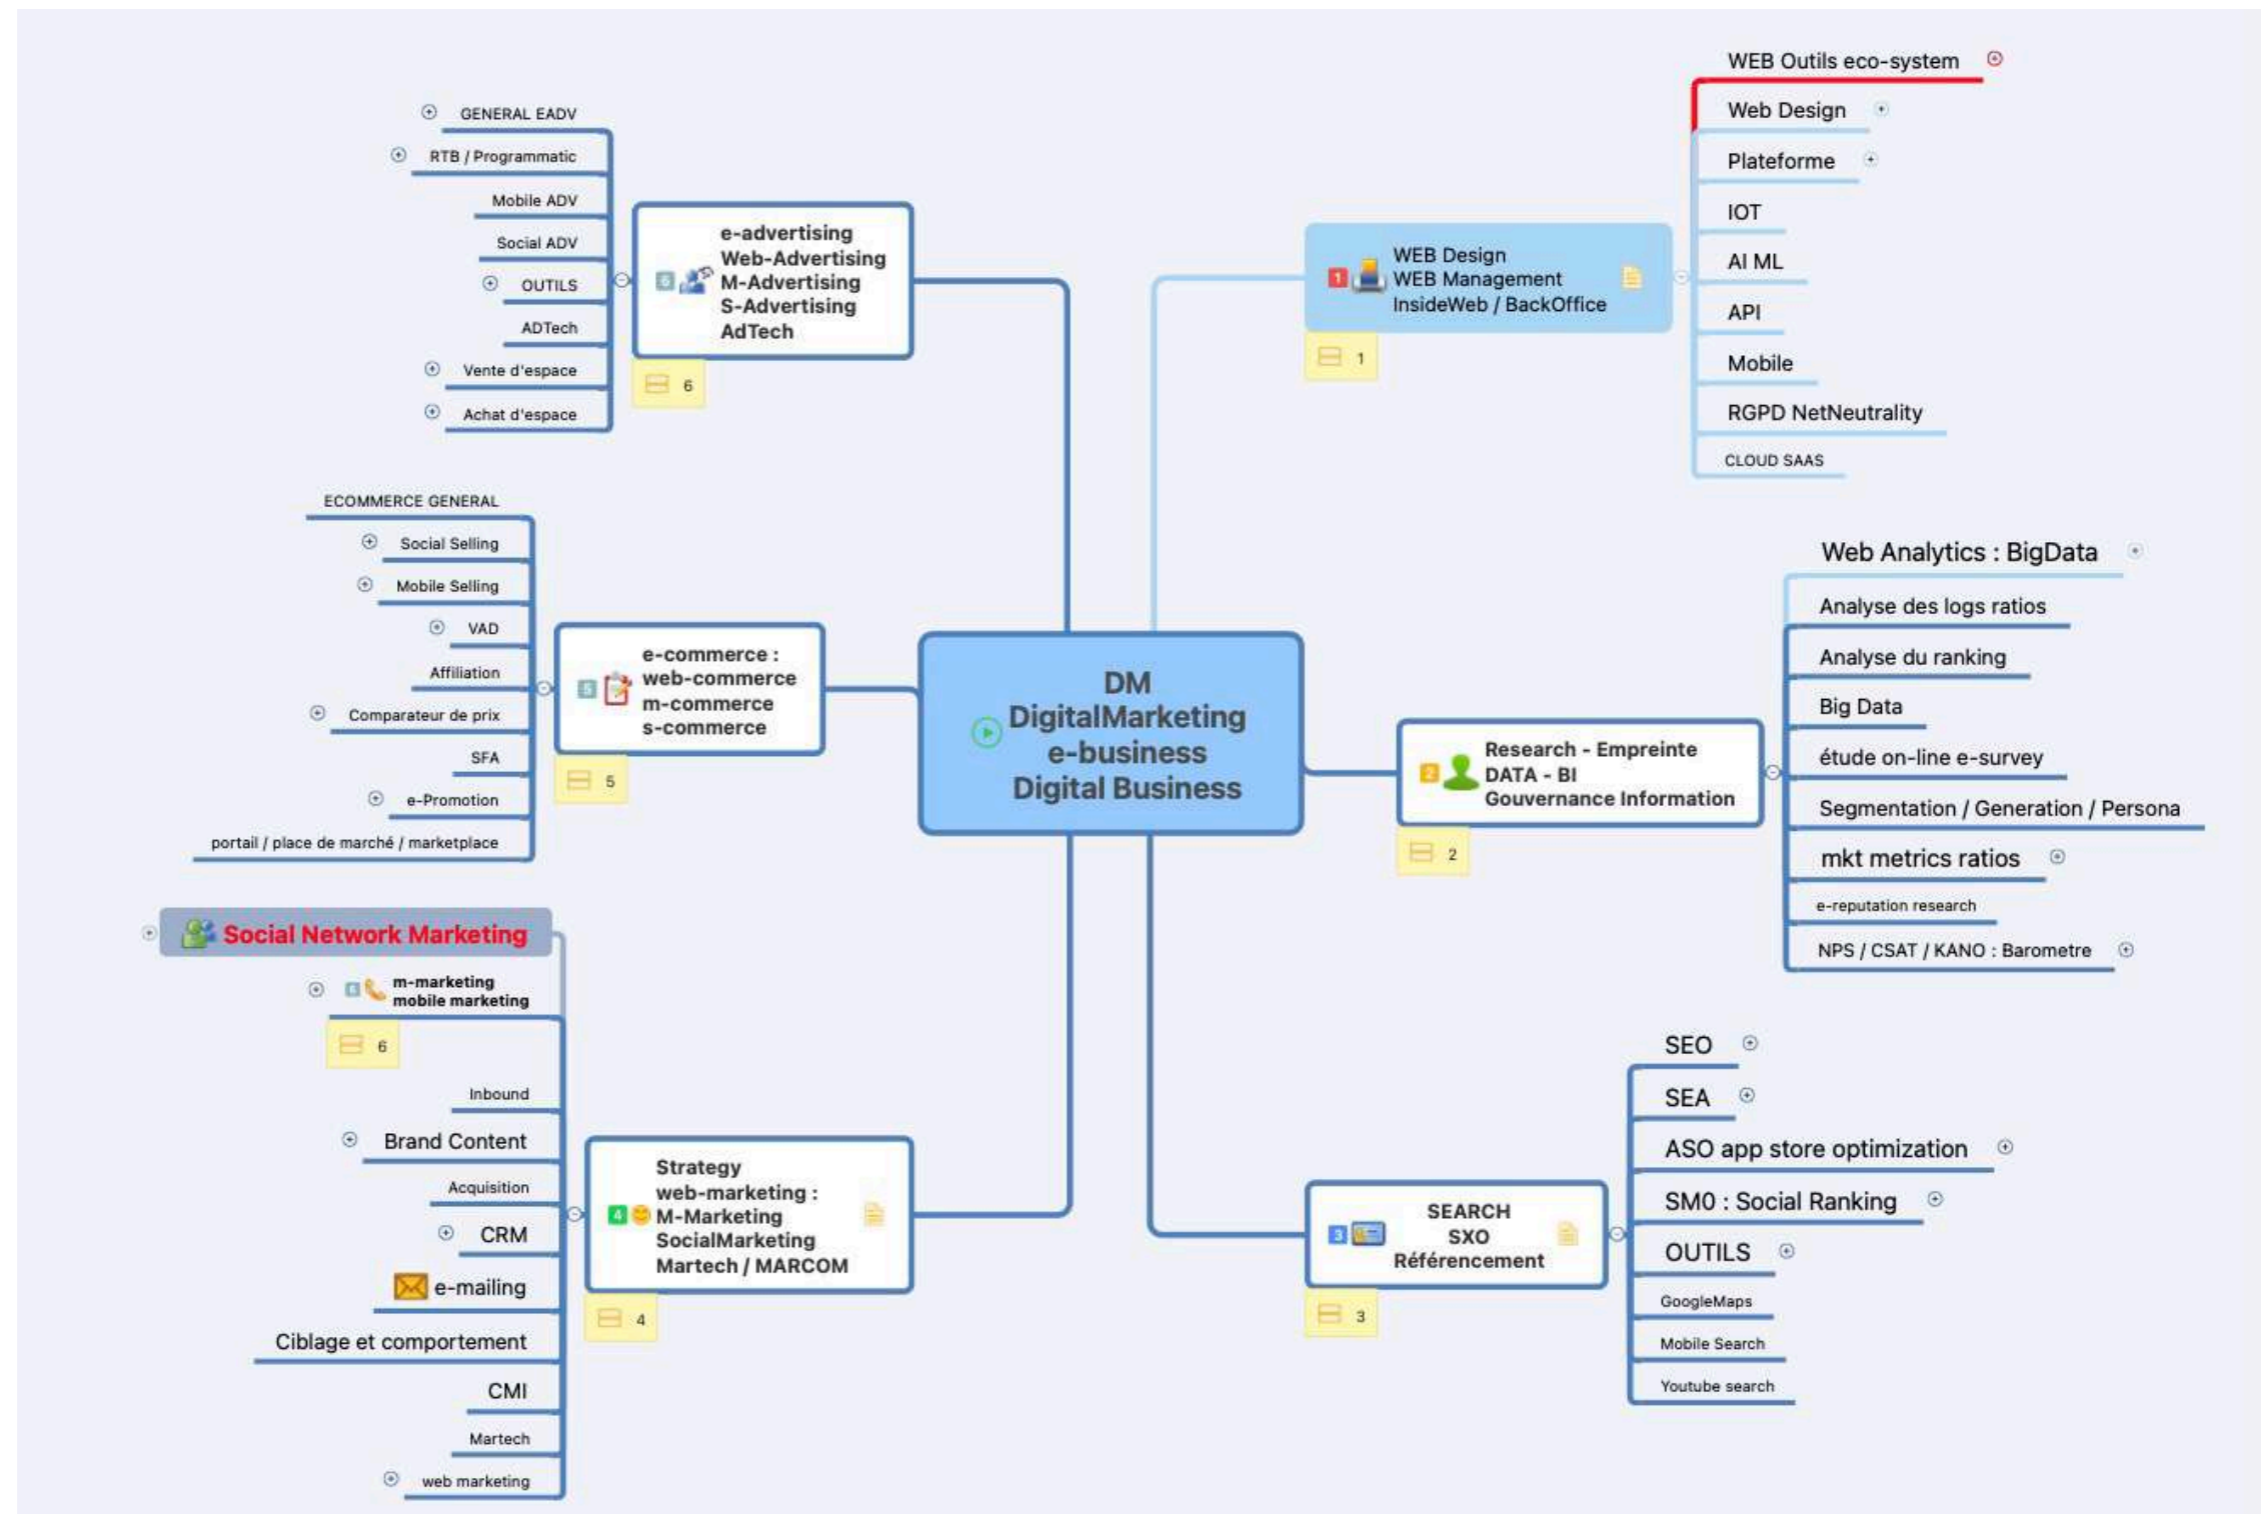 DM
DigitalMarketing
e-business
Digital Business
1
WEB Design
WEB Management
InsideWeb / BackOffice
1
WEB Outils eco-system
Web Design
Plateforme
IOT
AI ML
API
Mobile
RGPD NetNeutrality
CLOUD SAAS
2
Research - Empreinte
DATA - BI
Gouvernance Information
2
Web Analytics : BigData
Analyse des logs ratios
Analyse du ranking
Big Data
étude on-line e-survey
Segmentation / Generation / Persona
mkt metrics ratios
e-reputation research
NPS / CSAT / KANO : Barometre
3
SEARCH
SXO
Référencement
3
SEO
SEA
ASO app store optimization
SM0 : Social Ranking
OUTILS
GoogleMaps
Mobile Search
Youtube search
6
e-advertising
Web-Advertising
M-Advertising
S-Advertising
AdTech
6
GENERAL EADV
RTB / Programmatic
Mobile ADV
Social ADV
OUTILS
ADTech
Vente d'espace
Achat d'espace
5
e-commerce :
web-commerce
m-commerce
s-commerce
5
ECOMMERCE GENERAL
Social Selling
Mobile Selling
VAD
Affiliation
Comparateur de prix
SFA
e-Promotion
portail / place de marché / marketplace
4
Strategy
web-marketing :
M-Marketing
SocialMarketing
Martech / MARCOM
4
Social Network Marketing
6
m-marketing
mobile marketing
6
Inbound
Brand Content
Acquisition
CRM
e-mailing
Ciblage et comportement
CMI
Martech
web marketing